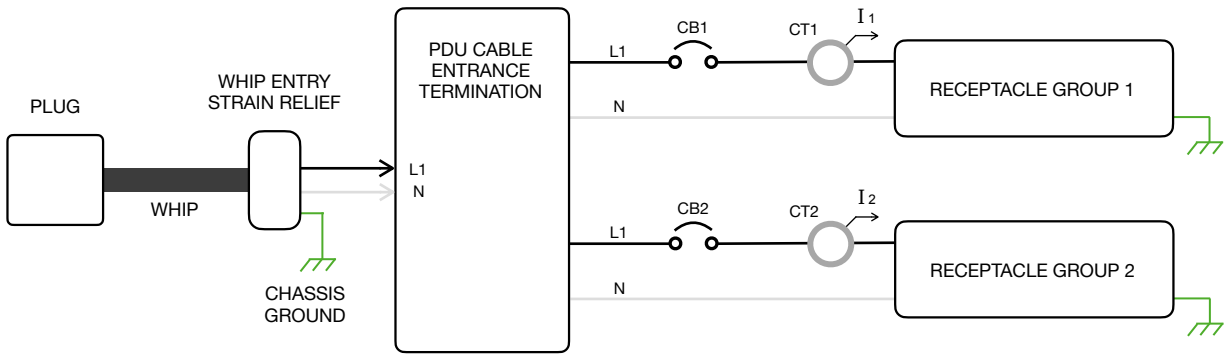 PLUG
WHIP
WHIP ENTRY
STRAIN RELIEF
CHASSIS
GROUND
PDU CABLE
ENTRANCE
TERMINATION
L1
N
L1
CB1
CT1
I1
N
RECEPTACLE GROUP 1
L1
CB2
CT2
I2
N
RECEPTACLE GROUP 2